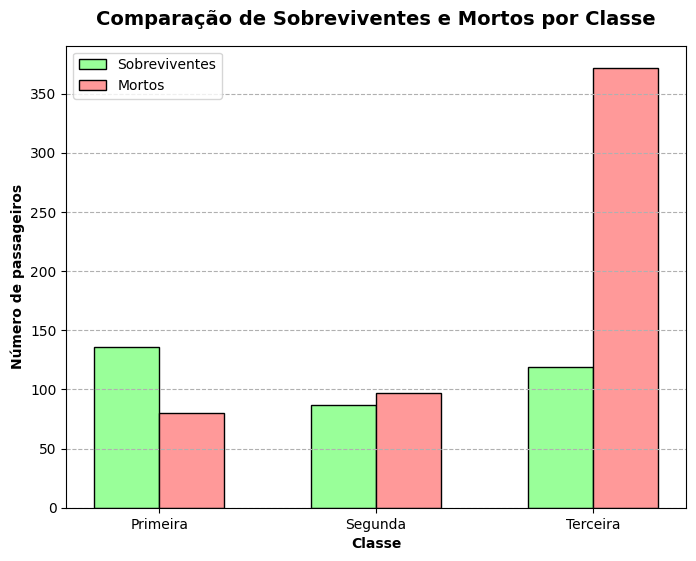 Comparação de Sobreviventes e Mortos por Classe
Sobreviventes
Mortos
Número de passageiros
350
300
250
200
150
100
50
0
Primeira
Segunda
Terceira
Classe